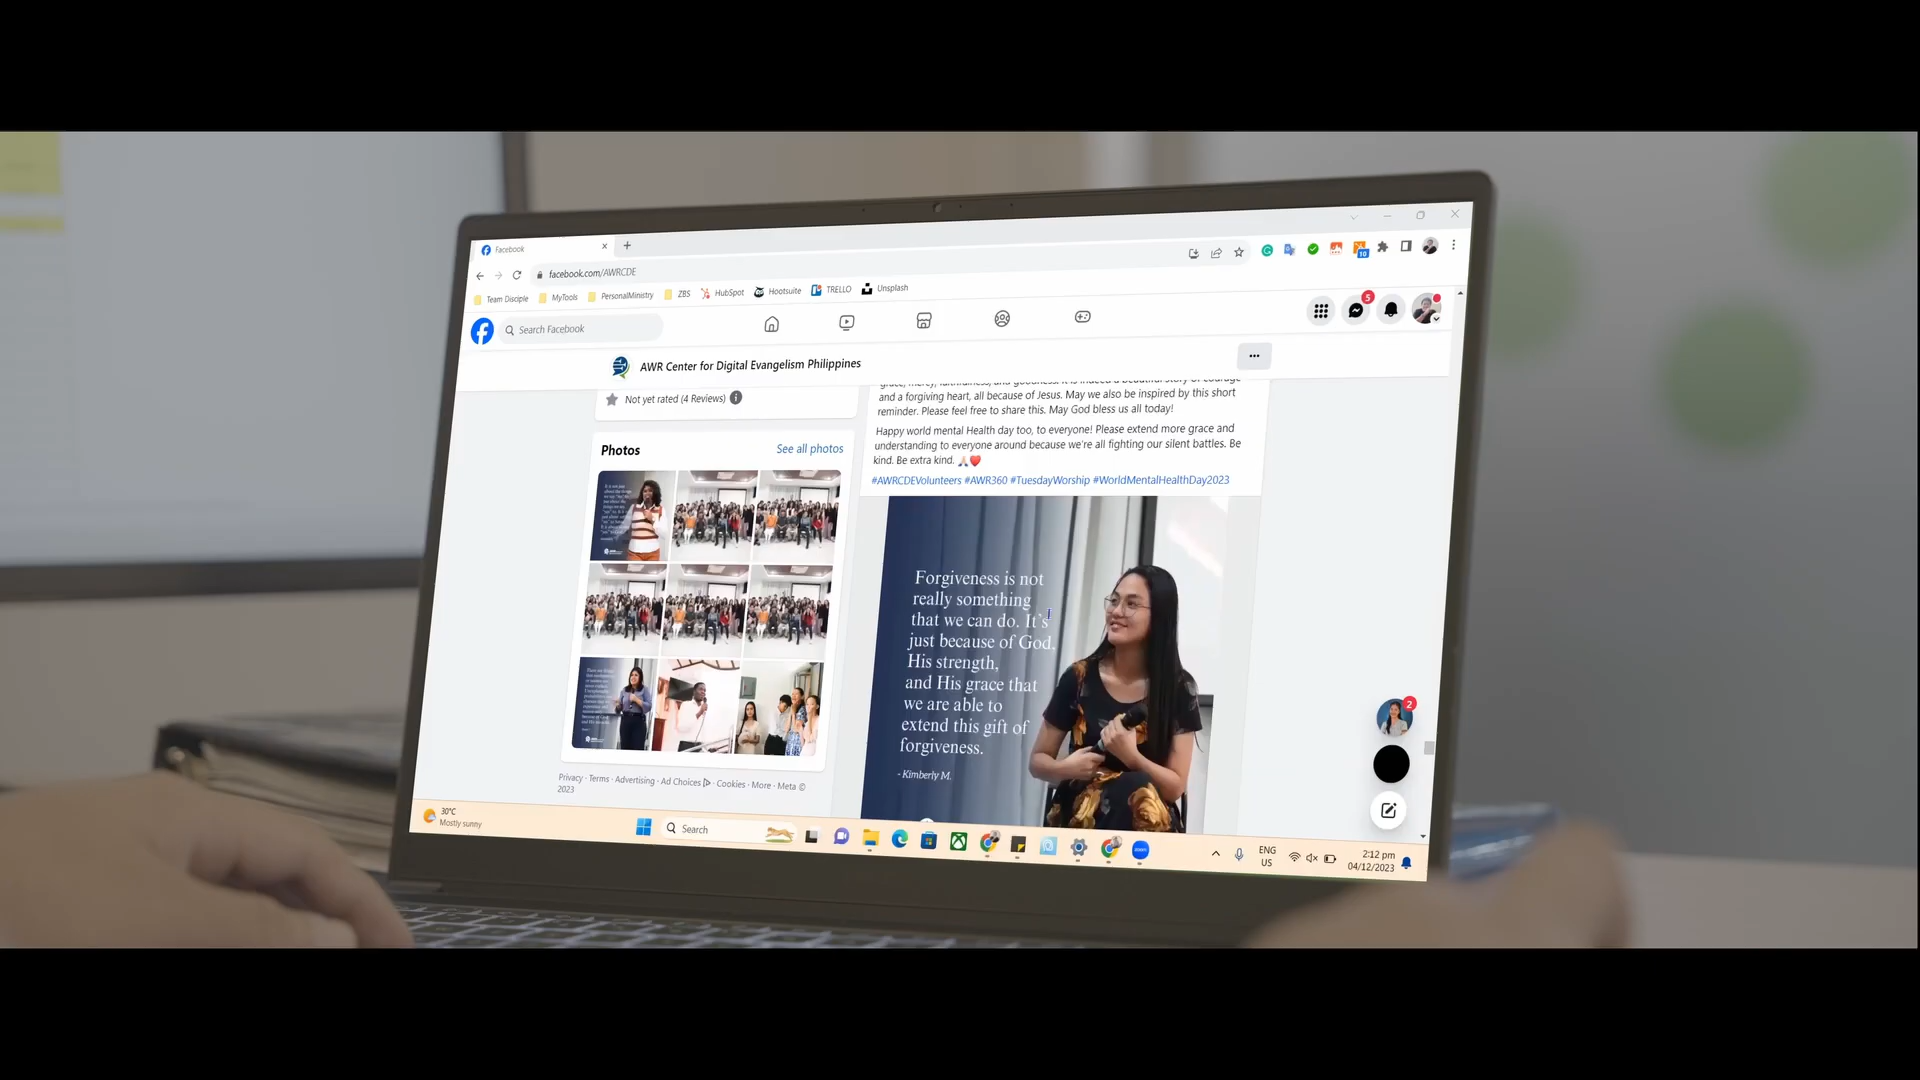 Facebook
facebook.com/AWRCDE
Team Disciple MyTools PersonalMinistry ZBS HubSpot Hootsuite TRELLO Unsplash
10
Search Facebook
5
AWR Center for Digital Evangelism Philippines
Not yet rated (4 Reviews)
Photos See all photos
Privacy · Terms · Advertising · Ad Choices · Cookies · More · Meta ©
2023
and a forgiving heart, all because of Jesus. May we also be inspired by this short
reminder. Please feel free to share this. May God bless us all today!
Happy world mental Health day too, to everyone! Please extend more grace and
understanding to everyone around because we're all fighting our silent battles. Be
kind. Be extra kind. 🙏🏻❤️
#AWRCDEVolunteers #AWR360 #TuesdayWorship #WorldMentalHealthDay2023
Forgiveness is not
really something
that we can do. It's
just because of God.
His strength,
and His grace that
we are able to
extend this gift of
forgiveness.
- Kimberly M.
2
30°C
Mostly sunny
Search
zoom
ENG
US
2:12 pm
04/12/2023